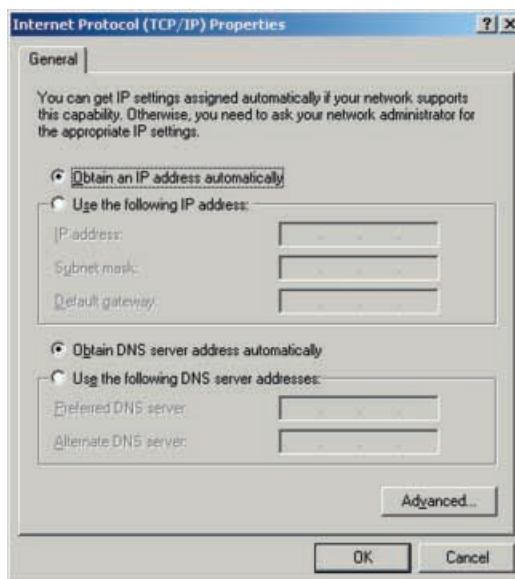 Internet Protocol (TCP/IP) Properties
General
You can get IP settings assigned automatically if your network supports
this capability. Otherwise, you need to ask your network administrator for
the appropriate IP settings.
Obtain an IP address automatically
Use the following IP address:
IP address:
Subnet mask:
Default gateway:
Obtain DNS server address automatically
Use the following DNS server addresses:
Preferred DNS server:
Alternate DNS server:
Advanced...
OK Cancel